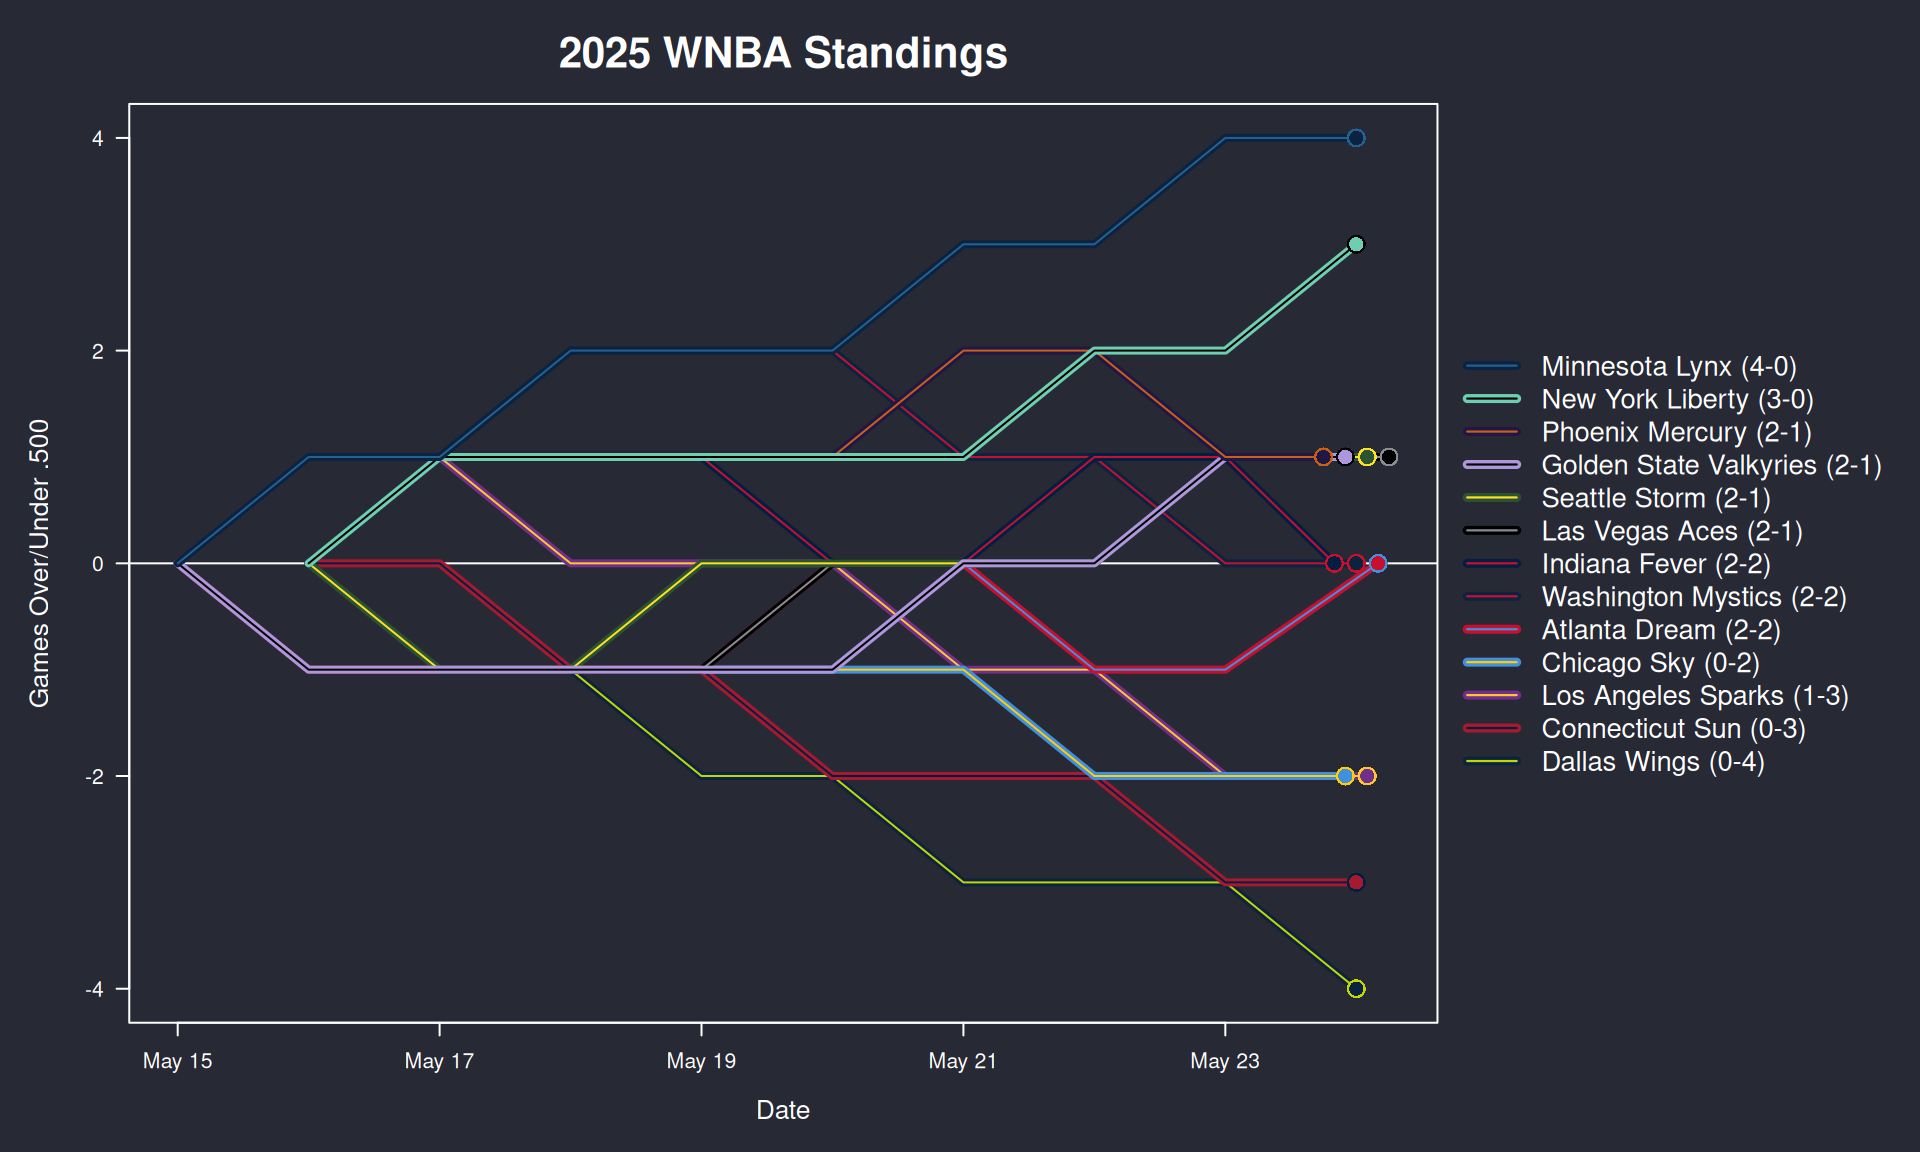 2025 WNBA Standings
4
2
0
-2
-4
Games Over/Under .500
May 15
May 17
May 19
May 21
May 23
Date
Minnesota Lynx (4-0)
New York Liberty (3-0)
Phoenix Mercury (2-1)
Golden State Valkyries (2-1)
Seattle Storm (2-1)
Las Vegas Aces (2-1)
Indiana Fever (2-2)
Washington Mystics (2-2)
Atlanta Dream (2-2)
Chicago Sky (0-2)
Los Angeles Sparks (1-3)
Connecticut Sun (0-3)
Dallas Wings (0-4)